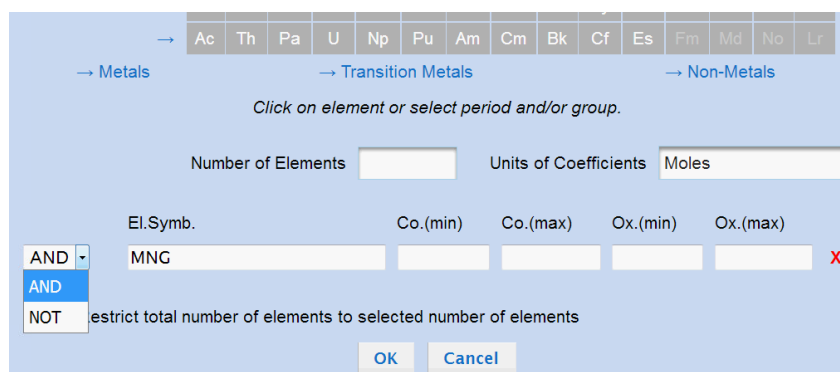 → Ac Th Pa U Np Pu Am Cm Bk Cf Es Fm Md No Lr
→ Metals → Transition Metals → Non-Metals
Click on element or select period and/or group.
Number of Elements Units of Coefficients Moles
El.Symb. Co.(min) Co.(max) Ox.(min) Ox.(max)
AND MNG X
AND
NOT estrict total number of elements to selected number of elements
OK Cancel